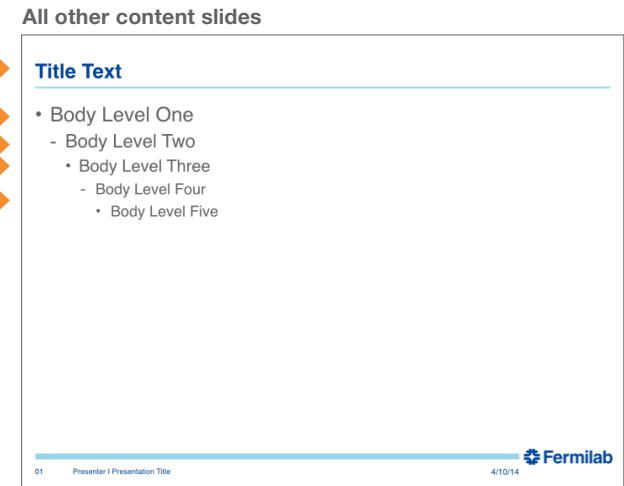 All other content slides
Title Text
• Body Level One
- Body Level Two
• Body Level Three
- Body Level Four
• Body Level Five
Fermilab
01 Presenter I Presentation Title 4/10/14